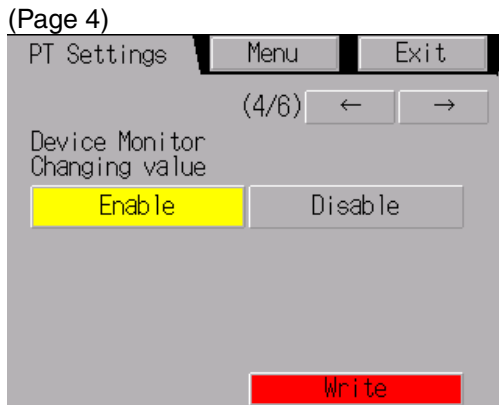 (Page 4)
PT Settings Menu Exit
(4/6) ← →
Device Monitor
Changing value
Enable Disable
Write